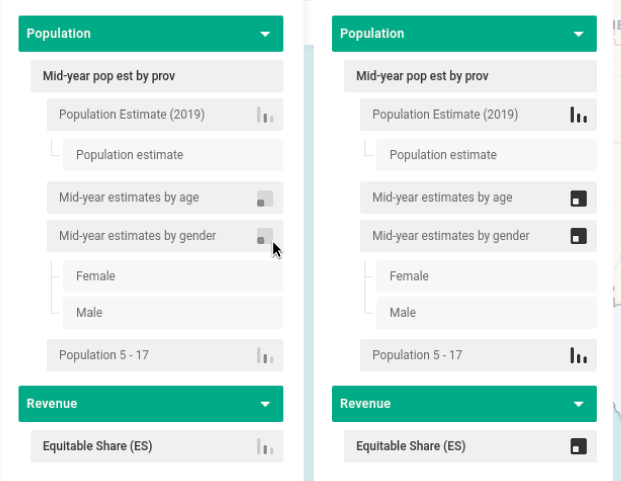 Population
Mid-year pop est by prov
Population Estimate (2019)
Population estimate
Mid-year estimates by age
Mid-year estimates by gender
Female
Male
Population 5 - 17
Revenue
Equitable Share (ES)
Population
Mid-year pop est by prov
Population Estimate (2019)
Population estimate
Mid-year estimates by age
Mid-year estimates by gender
Female
Male
Population 5 - 17
Revenue
Equitable Share (ES)